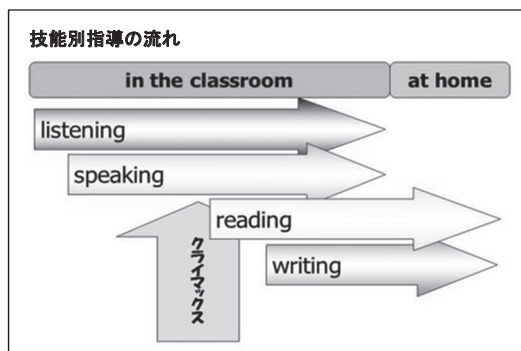 技能別指導の流れ
in the classroom
at home
listening
speaking
reading
writing
クライマックス